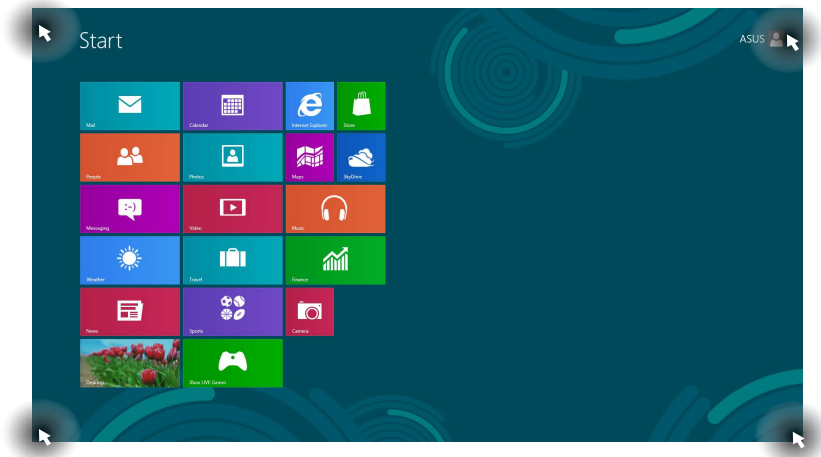 Start
ASUS
Mail
Calendar
Internet Explorer
Store
People
Photos
Maps
SkyDrive
Messaging
Video
Music
Weather
Travel
Finance
News
Sports
Camera
Desktop
Xbox LIVE Games